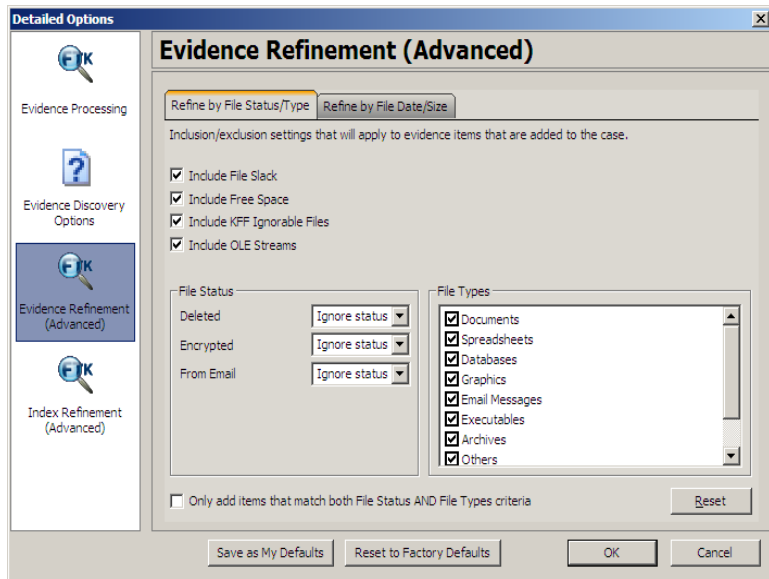 Detailed Options
FTK
Evidence Processing
?
Evidence Discovery
Options
FTK
Evidence Refinement
(Advanced)
FTK
Index Refinement
(Advanced)
Evidence Refinement (Advanced)
Refine by File Status/Type
Refine by File Date/Size
Inclusion/exclusion settings that will apply to evidence items that are added to the case.
Include File Slack
Include Free Space
Include KFF Ignorable Files
Include OLE Streams
File Status
Deleted Ignore status
Encrypted Ignore status
From Email Ignore status
File Types
Documents
Spreadsheets
Databases
Graphics
Email Messages
Executables
Archives
Others
Only add items that match both File Status AND File Types criteria
Reset
Save as My Defaults
Reset to Factory Defaults
OK
Cancel